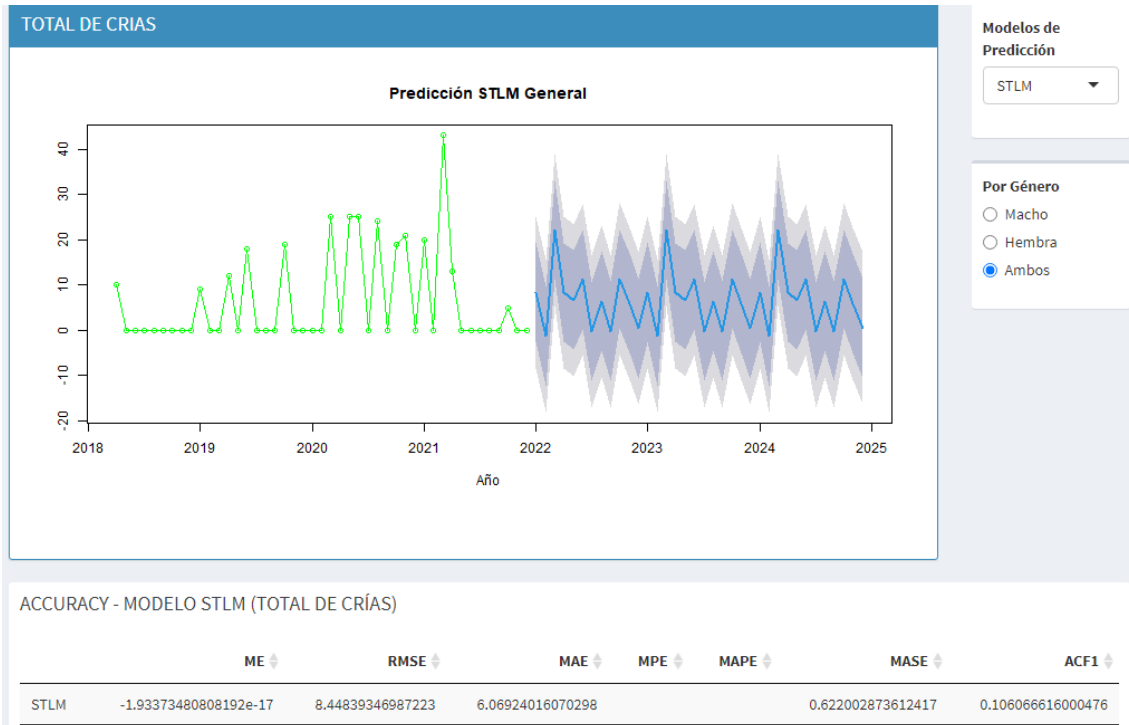 TOTAL DE CRIAS
Predicción STLM General
40
30
20
10
0
-10
-20
2018 2019 2020 2021 2022 2023 2024 2025
Año
Modelos de
Predicción
STLM
Por Género
Macho
Hembra
Ambos
ACCURACY - MODELO STLM (TOTAL DE CRÍAS)
ME RMSE MAE MPE MAPE MASE ACF1
STLM -1.93373480808192e-17 8.44839346987223 6.06924016070298 0.622002873612417 0.106066616000476